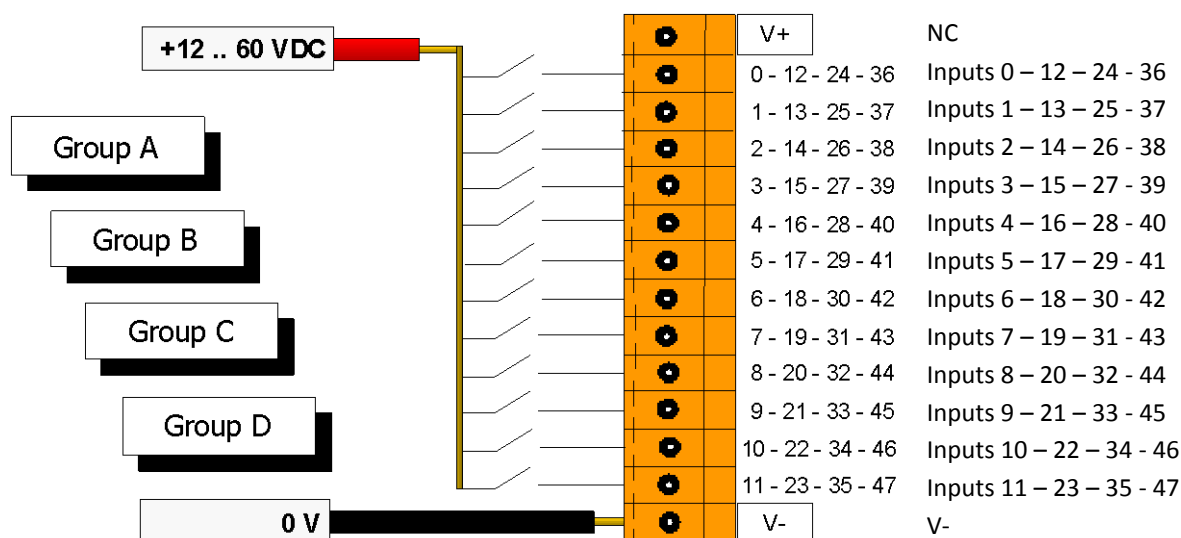 +12 .. 60 VDC
V+ NC
0 - 12 - 24 - 36 Inputs 0 – 12 – 24 - 36
1 - 13 - 25 - 37 Inputs 1 – 13 – 25 - 37
Group A
2 - 14 - 26 - 38 Inputs 2 – 14 – 26 - 38
3 - 15 - 27 - 39 Inputs 3 – 15 – 27 - 39
4 - 16 - 28 - 40 Inputs 4 – 16 – 28 - 40
Group B
5 - 17 - 29 - 41 Inputs 5 – 17 – 29 - 41
6 - 18 - 30 - 42 Inputs 6 – 18 – 30 - 42
Group C
7 - 19 - 31 - 43 Inputs 7 – 19 – 31 - 43
8 - 20 - 32 - 44 Inputs 8 – 20 – 32 - 44
9 - 21 - 33 - 45 Inputs 9 – 21 – 33 - 45
Group D
10 - 22 - 34 - 46 Inputs 10 – 22 – 34 - 46
11 - 23 - 35 - 47 Inputs 11 – 23 – 35 - 47
0 V
V- V-